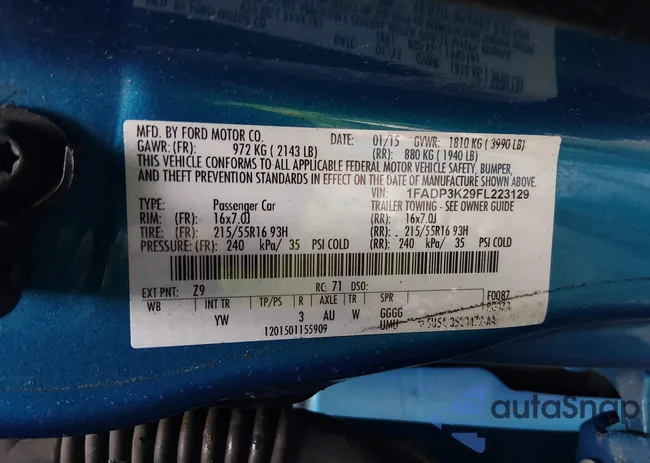 MFD. BY FORD MOTOR CO.
DATE: 01/15 GVWR: 1810 KG ( 3990 LB)
GAWR: (FR): 972 KG ( 2143 LB) (RR): 880 KG ( 1940 LB)
THIS VEHICLE CONFORMS TO ALL APPLICABLE FEDERAL MOTOR VEHICLE SAFETY, BUMPER,
AND THEFT PREVENTION STANDARDS IN EFFECT ON THE DATE OF MANUFACTURE SHOWN ABOVE.
VIN: 1FADP3K29FL223129
TYPE: Passenger Car TRAILER TOWING - SEE OWNER GUIDE
RIM: (FR) 16x7.0J (RR) 16x7.0J
TIRE: (FR) 215/55R16 93H (RR) 215/55R16 93H
PRESSURE: (FR) 240 kPa/ 35 PSI COLD (RR) 240 kPa/ 35 PSI COLD
EXT PNT: Z9 RC: 71 DSO: F0087
WB INT TR TP/PS R AXLE TR SPR
YW 3 AU W GGGG
UMU
1201501155909
autoSnap